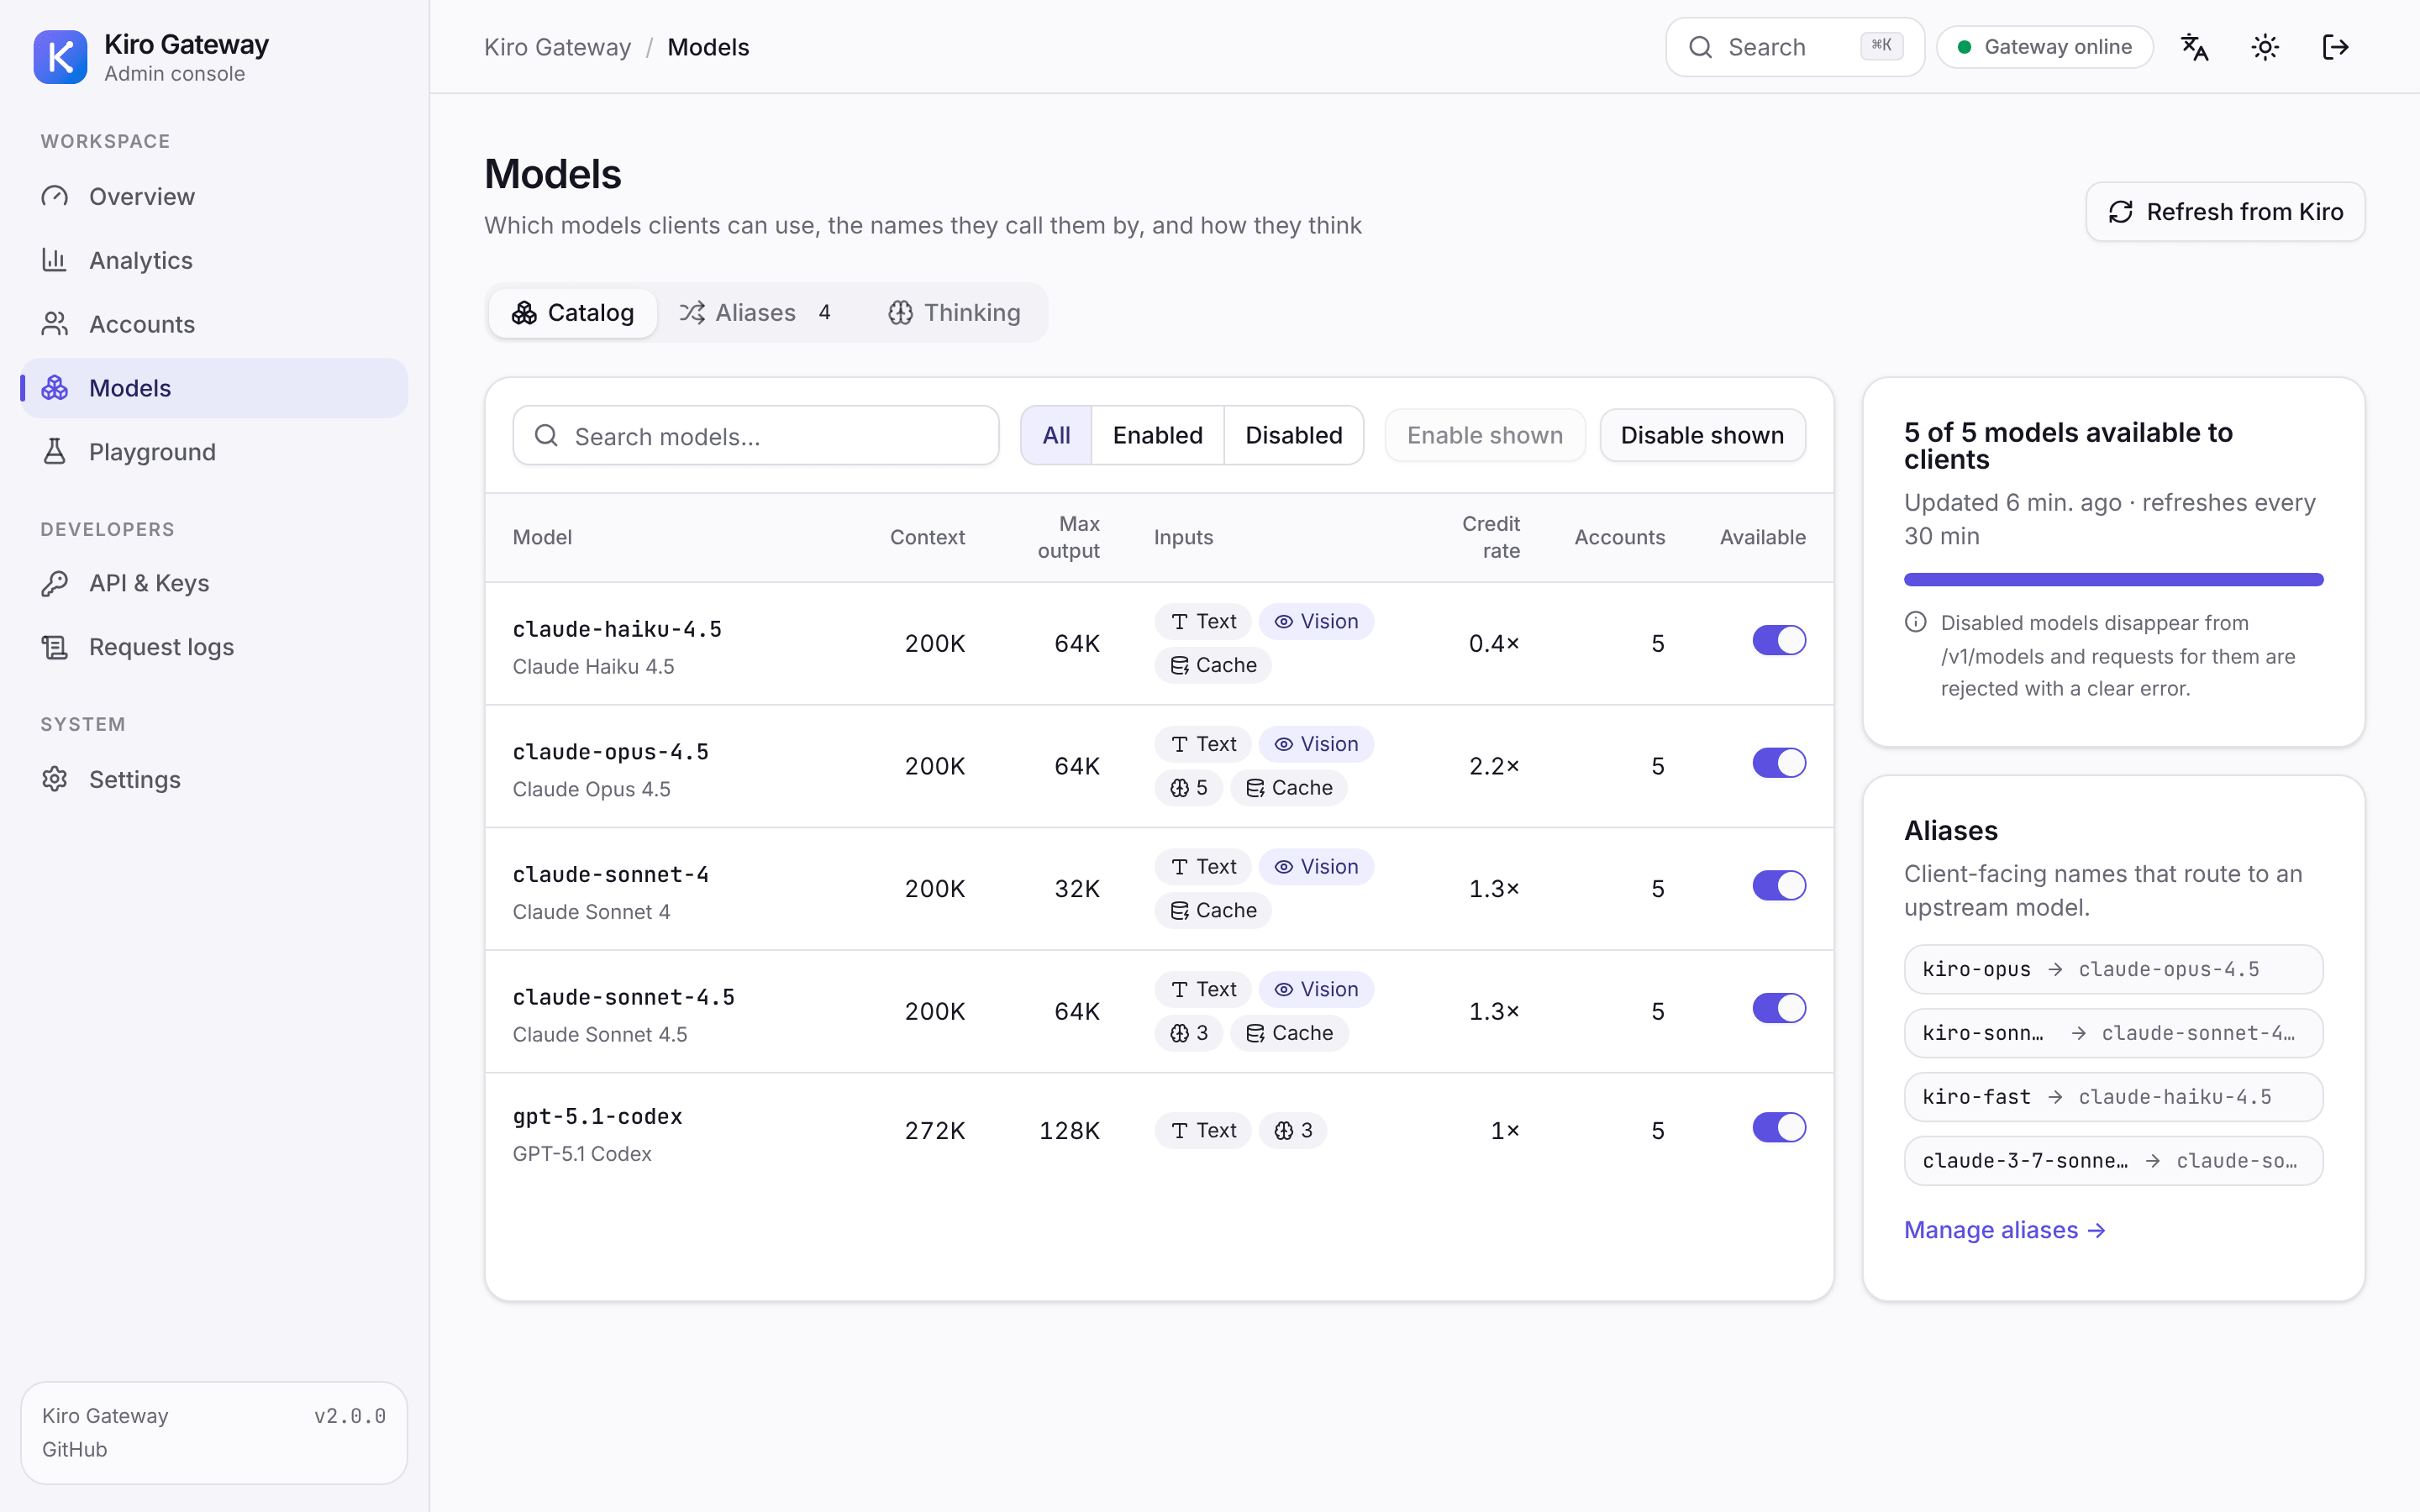 Kiro Gateway
Admin console
WORKSPACE
Overview
Analytics
Accounts
Models
Playground
DEVELOPERS
API & Keys
Request logs
SYSTEM
Settings
Kiro Gateway v2.0.0
GitHub
Kiro Gateway / Models
Search ⌘K
Gateway online
Models
Which models clients can use, the names they call them by, and how they think
Refresh from Kiro
Catalog Aliases 4 Thinking
Search models...
All Enabled Disabled Enable shown Disable shown
Model Context Max output Inputs Credit rate Accounts Available
claude-haiku-4.5
Claude Haiku 4.5
200K 64K Text Vision Cache 0.4× 5
claude-opus-4.5
Claude Opus 4.5
200K 64K Text Vision 5 Cache 2.2× 5
claude-sonnet-4
Claude Sonnet 4
200K 32K Text Vision Cache 1.3× 5
claude-sonnet-4.5
Claude Sonnet 4.5
200K 64K Text Vision 3 Cache 1.3× 5
gpt-5.1-codex
GPT-5.1 Codex
272K 128K Text 3 1× 5
5 of 5 models available to
clients
Updated 6 min. ago · refreshes every
30 min
Disabled models disappear from
/v1/models and requests for them are
rejected with a clear error.
Aliases
Client-facing names that route to an
upstream model.
kiro-opus → claude-opus-4.5
kiro-sonn… → claude-sonnet-4…
kiro-fast → claude-haiku-4.5
claude-3-7-sonne… → claude-so…
Manage aliases →